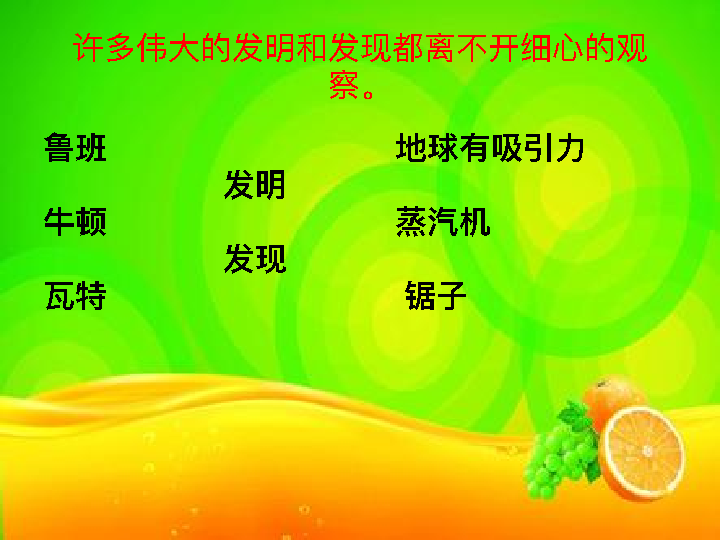 许多伟大的发明和发现都离不开细心的观
察。
鲁班 地球有吸引力
发明
牛顿 蒸汽机
发现
瓦特 锯子